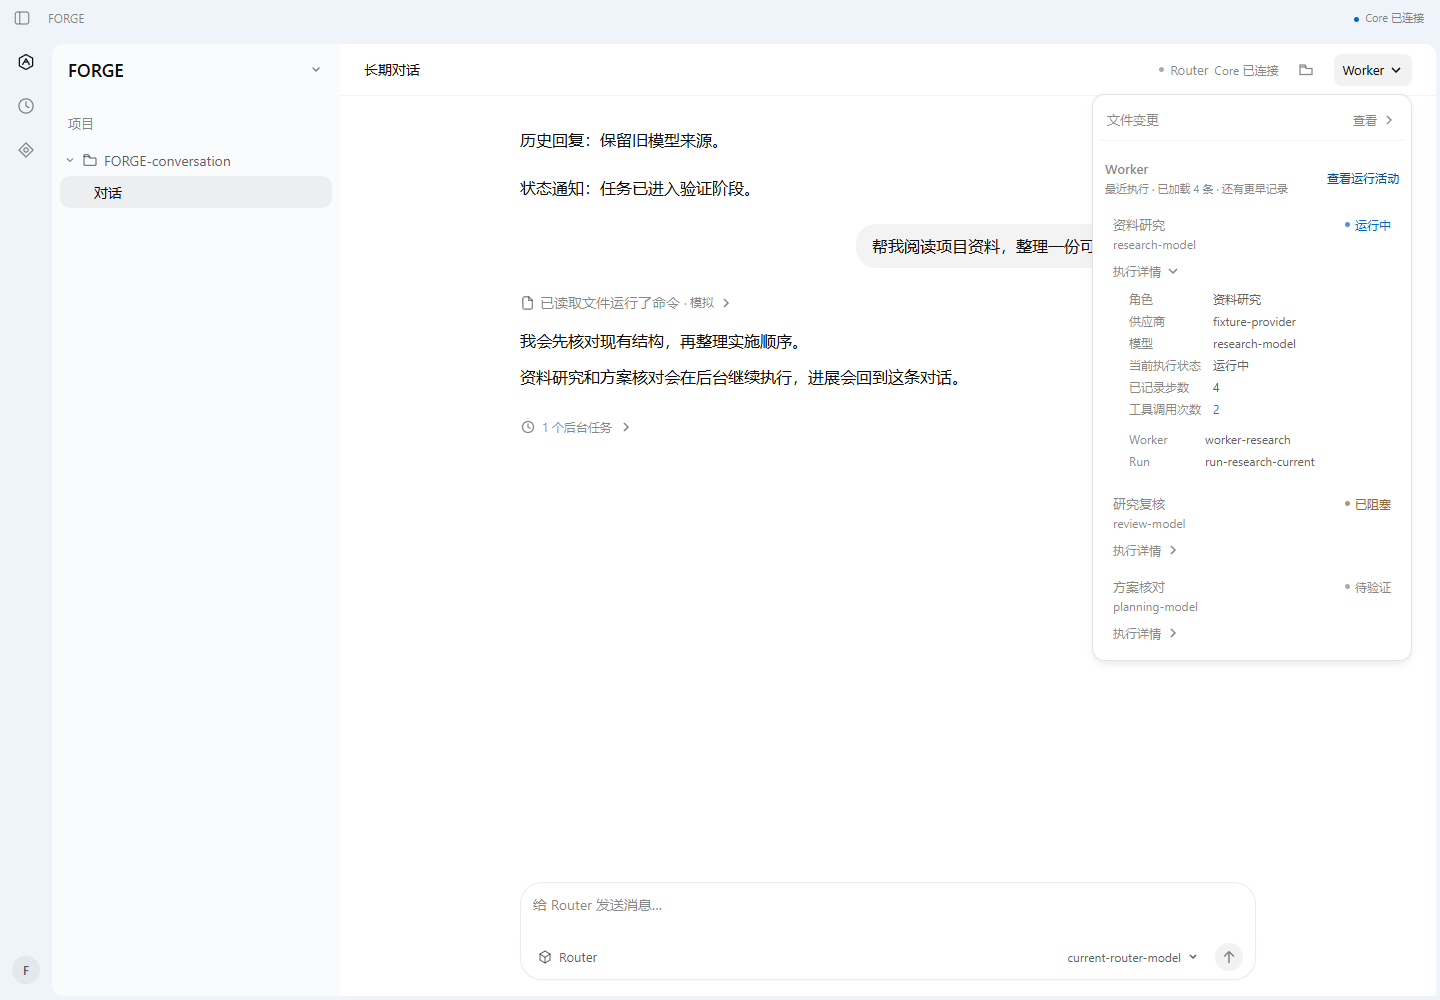 FORGE
Core 已连接
FORGE
项目
FORGE-conversation
对话
长期对话
Router Core 已连接
Worker
历史回复：保留旧模型来源。
状态通知：任务已进入验证阶段。
帮我阅读项目资料，整理一份可
已读取文件运行了命令 · 模拟
我会先核对现有结构，再整理实施顺序。
资料研究和方案核对会在后台继续执行，进展会回到这条对话。
1 个后台任务
文件变更
查看
Worker
最近执行 · 已加载 4 条 · 还有更早记录
查看运行活动
资料研究
运行中
research-model
执行详情
角色 资料研究
供应商 fixture-provider
模型 research-model
当前执行状态 运行中
已记录步数 4
工具调用次数 2
Worker worker-research
Run run-research-current
研究复核
已阻塞
review-model
执行详情
方案核对
待验证
planning-model
执行详情
给 Router 发送消息...
Router
current-router-model
F